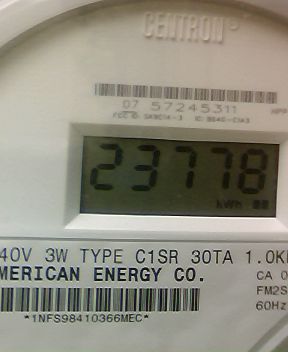 CENTRON
07 57245311
23778
kWh
40V 3W TYPE C1SR 30TA 1.0K
MERICAN ENERGY CO.
CA 0
FM2S
60Hz
*1NFS98410366MEC*